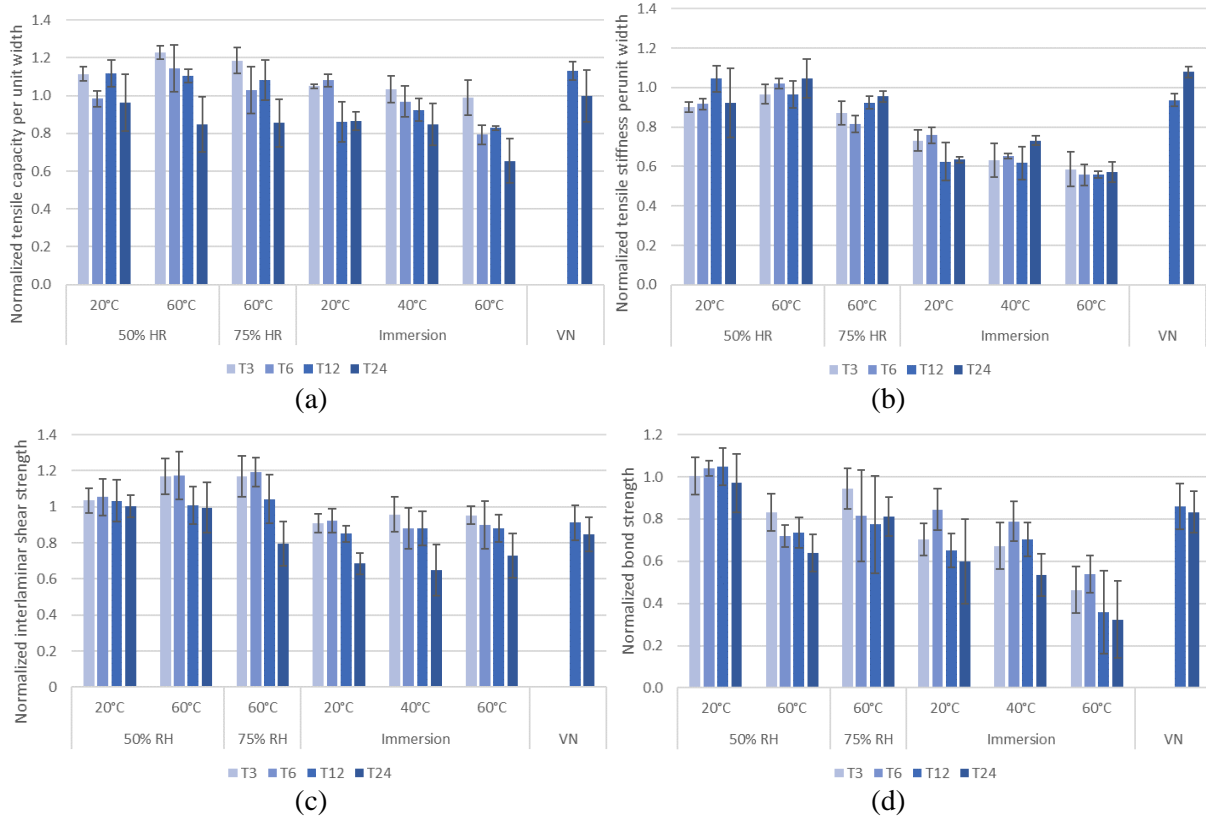 Normalized tensile capacity per unit width
1.4
1.2
1.0
0.8
0.6
0.4
0.2
0.0
20°C 60°C 60°C 20°C 40°C 60°C
50% HR 75% HR Immersion VN
T3 T6 T12 T24
(a)
Normalized tensile stiffness perunit width
1.4
1.2
1.0
0.8
0.6
0.4
0.2
0.0
20°C 60°C 60°C 20°C 40°C 60°C
50% HR 75% HR Immersion VN
T3 T6 T12 T24
(b)
Normalized interlaminar shear strength
1.4
1.2
1
0.8
0.6
0.4
0.2
0
20°C 60°C 60°C 20°C 40°C 60°C
50% RH 75% RH Immersion VN
T3 T6 T12 T24
(c)
Normalized bond strength
1.2
1.0
0.8
0.6
0.4
0.2
0.0
20°C 60°C 60°C 20°C 40°C 60°C
50% RH 75% RH Immersion VN
T3 T6 T12 T24
(d)